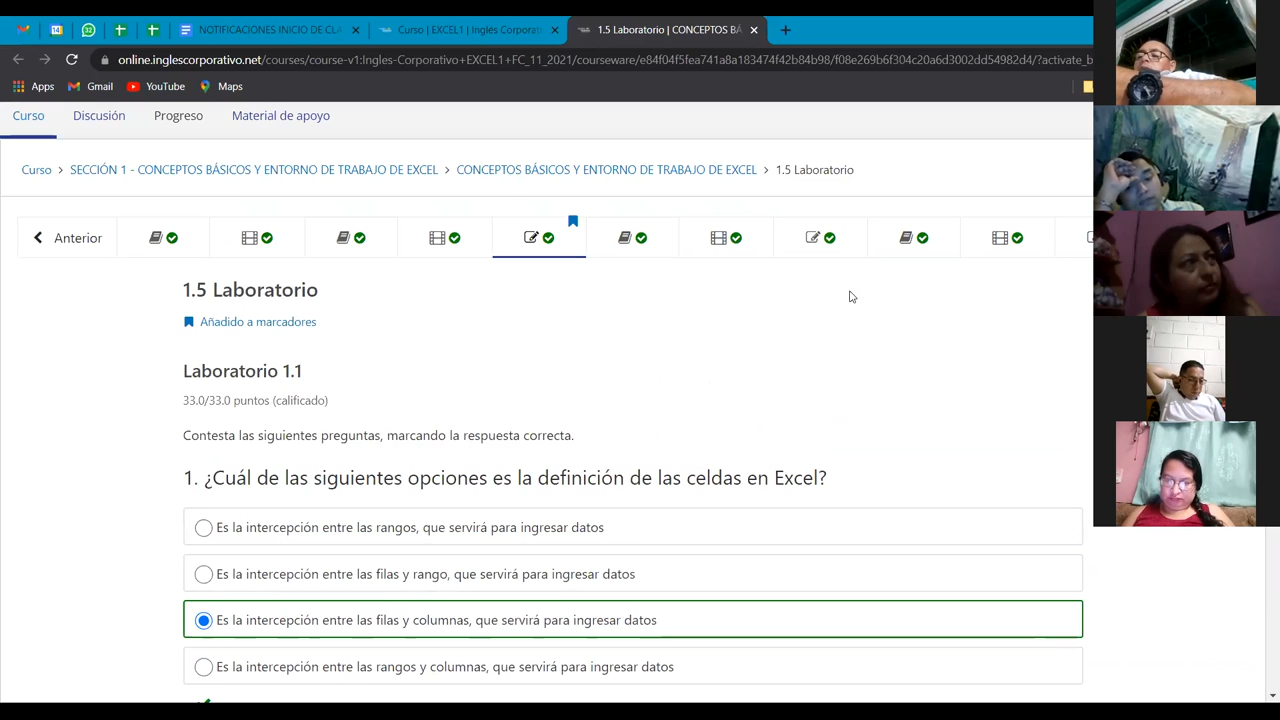 14
32
NOTIFICACIONES INICIO DE CLA
Curso | EXCEL1 | Inglés Corporati
1.5 Laboratorio | CONCEPTOS BÁ
online.inglescorporativo.net/courses/course-v1:Ingles-Corporativo+EXCEL1+FC_11_2021/courseware/e84f04f5fea741a8a183474f42b84b98/f08e269b6f304c20a6d3002dd54982d4/?activate_b
Apps Gmail YouTube Maps
Curso Discusión Progreso Material de apoyo
Curso > SECCIÓN 1 - CONCEPTOS BÁSICOS Y ENTORNO DE TRABAJO DE EXCEL > CONCEPTOS BÁSICOS Y ENTORNO DE TRABAJO DE EXCEL > 1.5 Laboratorio
Anterior
1.5 Laboratorio
Añadido a marcadores
Laboratorio 1.1
33.0/33.0 puntos (calificado)
Contesta las siguientes preguntas, marcando la respuesta correcta.
1. ¿Cuál de las siguientes opciones es la definición de las celdas en Excel?
Es la intercepción entre las rangos, que servirá para ingresar datos
Es la intercepción entre las filas y rango, que servirá para ingresar datos
Es la intercepción entre las filas y columnas, que servirá para ingresar datos
Es la intercepción entre las rangos y columnas, que servirá para ingresar datos